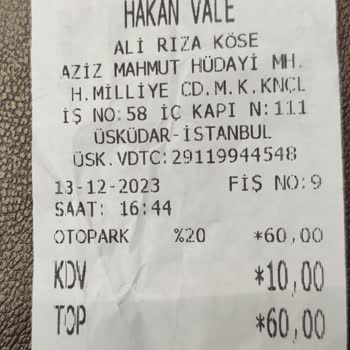 HAKAN VALE
ALİ RIZA KÖSE
AZİZ MAHMUT HÜDAYİ MH.
H.MİLLİYE CD.M.K.KNÇL
İŞ NO:58 İÇ KAPI N:111
ÜSKÜDAR-İSTANBUL
ÜSK.VDTC:29119944548
13-12-2023 FİŞ NO:9
SAAT: 16:44
OTOPARK %20 *60,00
KDV *10,00
TOP *60,00